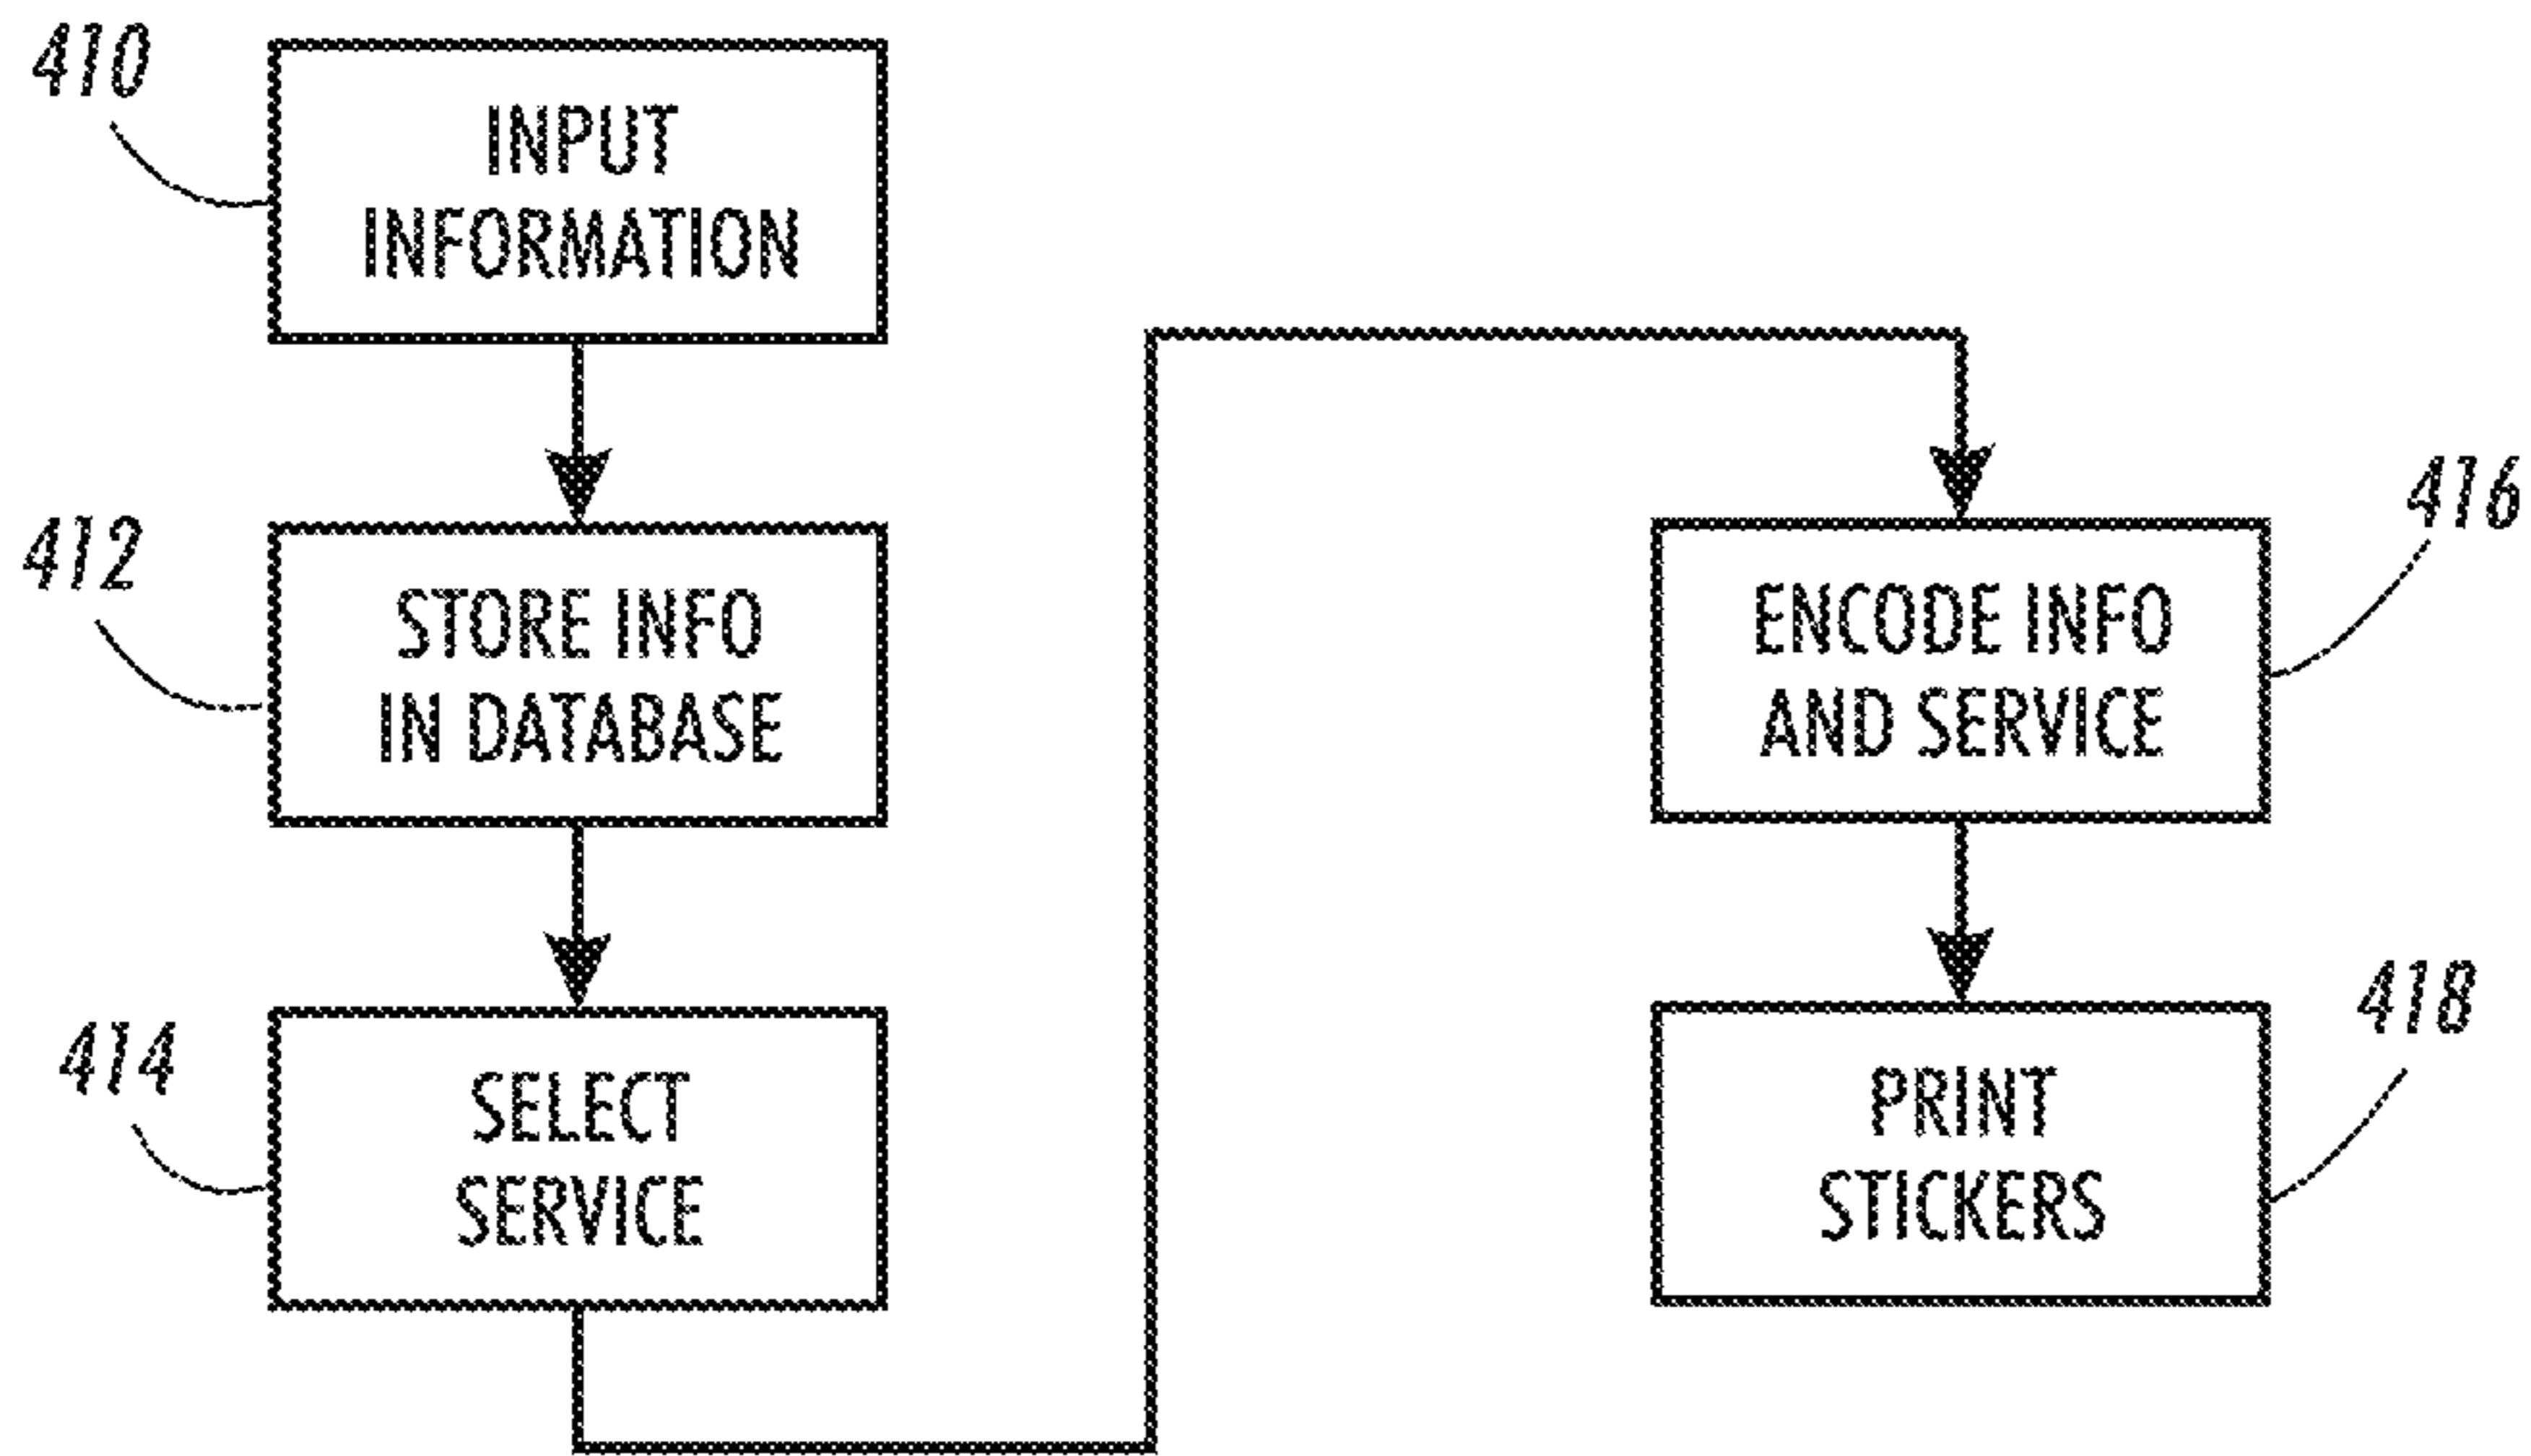 410
INPUT
INFORMATION
412
STORE INFO
IN DATABASE
414
SELECT
SERVICE
416
ENCODE INFO
AND SERVICE
418
PRINT
STICKERS